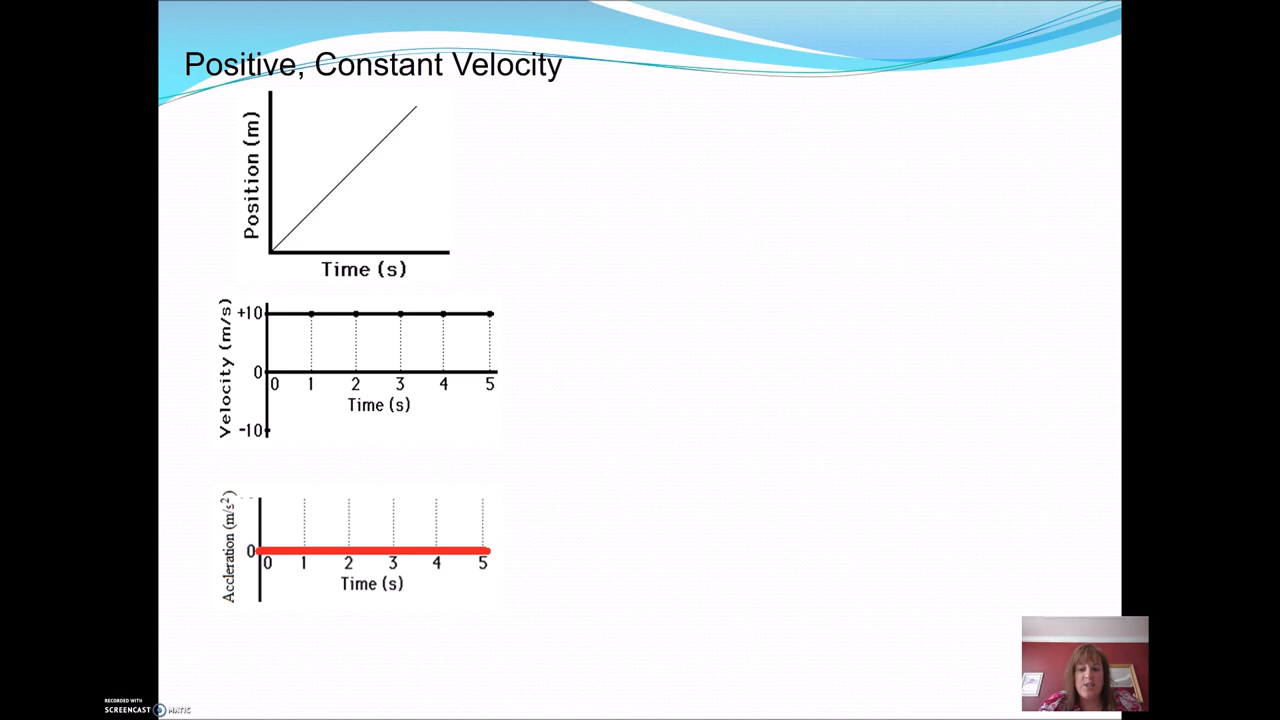 Positive, Constant Velocity
Position (m)
Time (s)
Velocity (m/s)
+10
0
-10
0 1 2 3 4 5
Time (s)
Accleration (m/s²)
0
0 1 2 3 4 5
Time (s)
RECORDED WITH
SCREENCAST MATIC